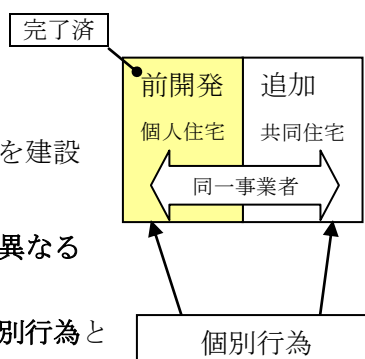 完了済
前開発 追加
個人住宅 共同住宅
を建設
同一事業者
異なる
別行為と
個別行為